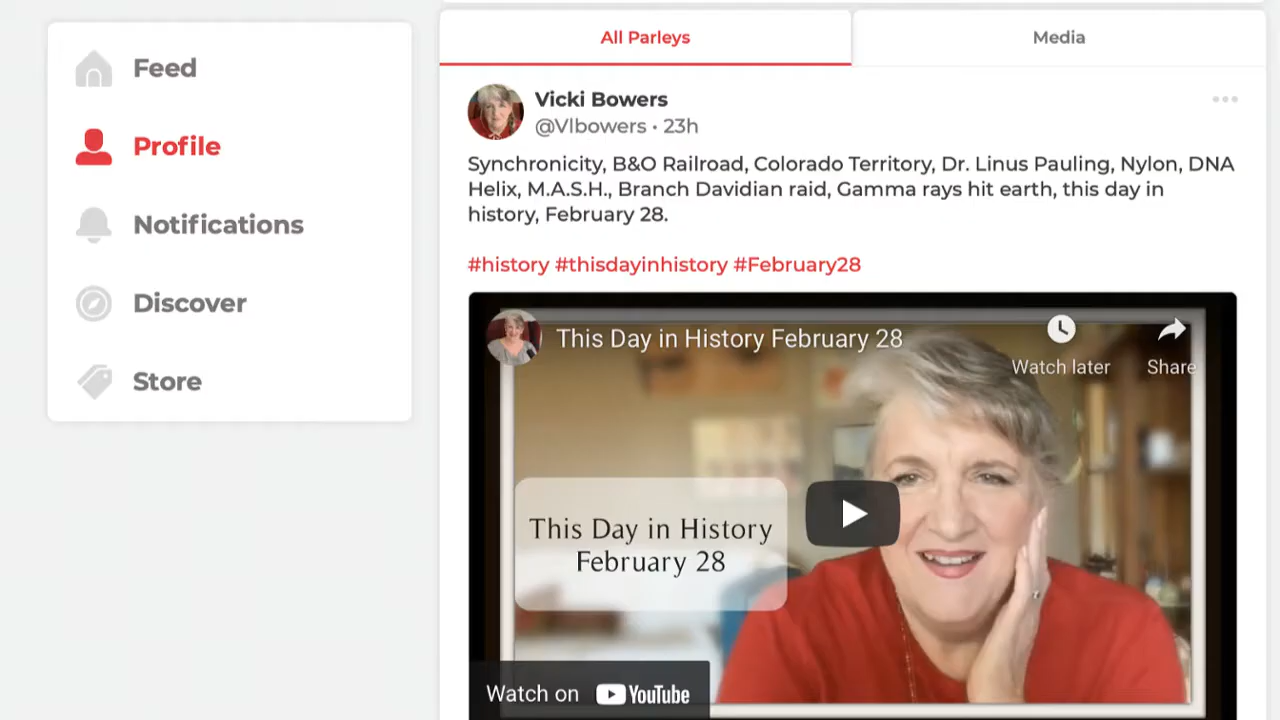 Feed
Profile
Notifications
Discover
Store
All Parleys
Media
Vicki Bowers
@VIbowers • 23h
Synchronicity, B&O Railroad, Colorado Territory, Dr. Linus Pauling, Nylon, DNA
Helix, M.A.S.H., Branch Davidian raid, Gamma rays hit earth, this day in
history, February 28.
#history #thisdayinhistory #February28
This Day in History February 28
Watch later
Share
This Day in History
February 28
Watch on YouTube